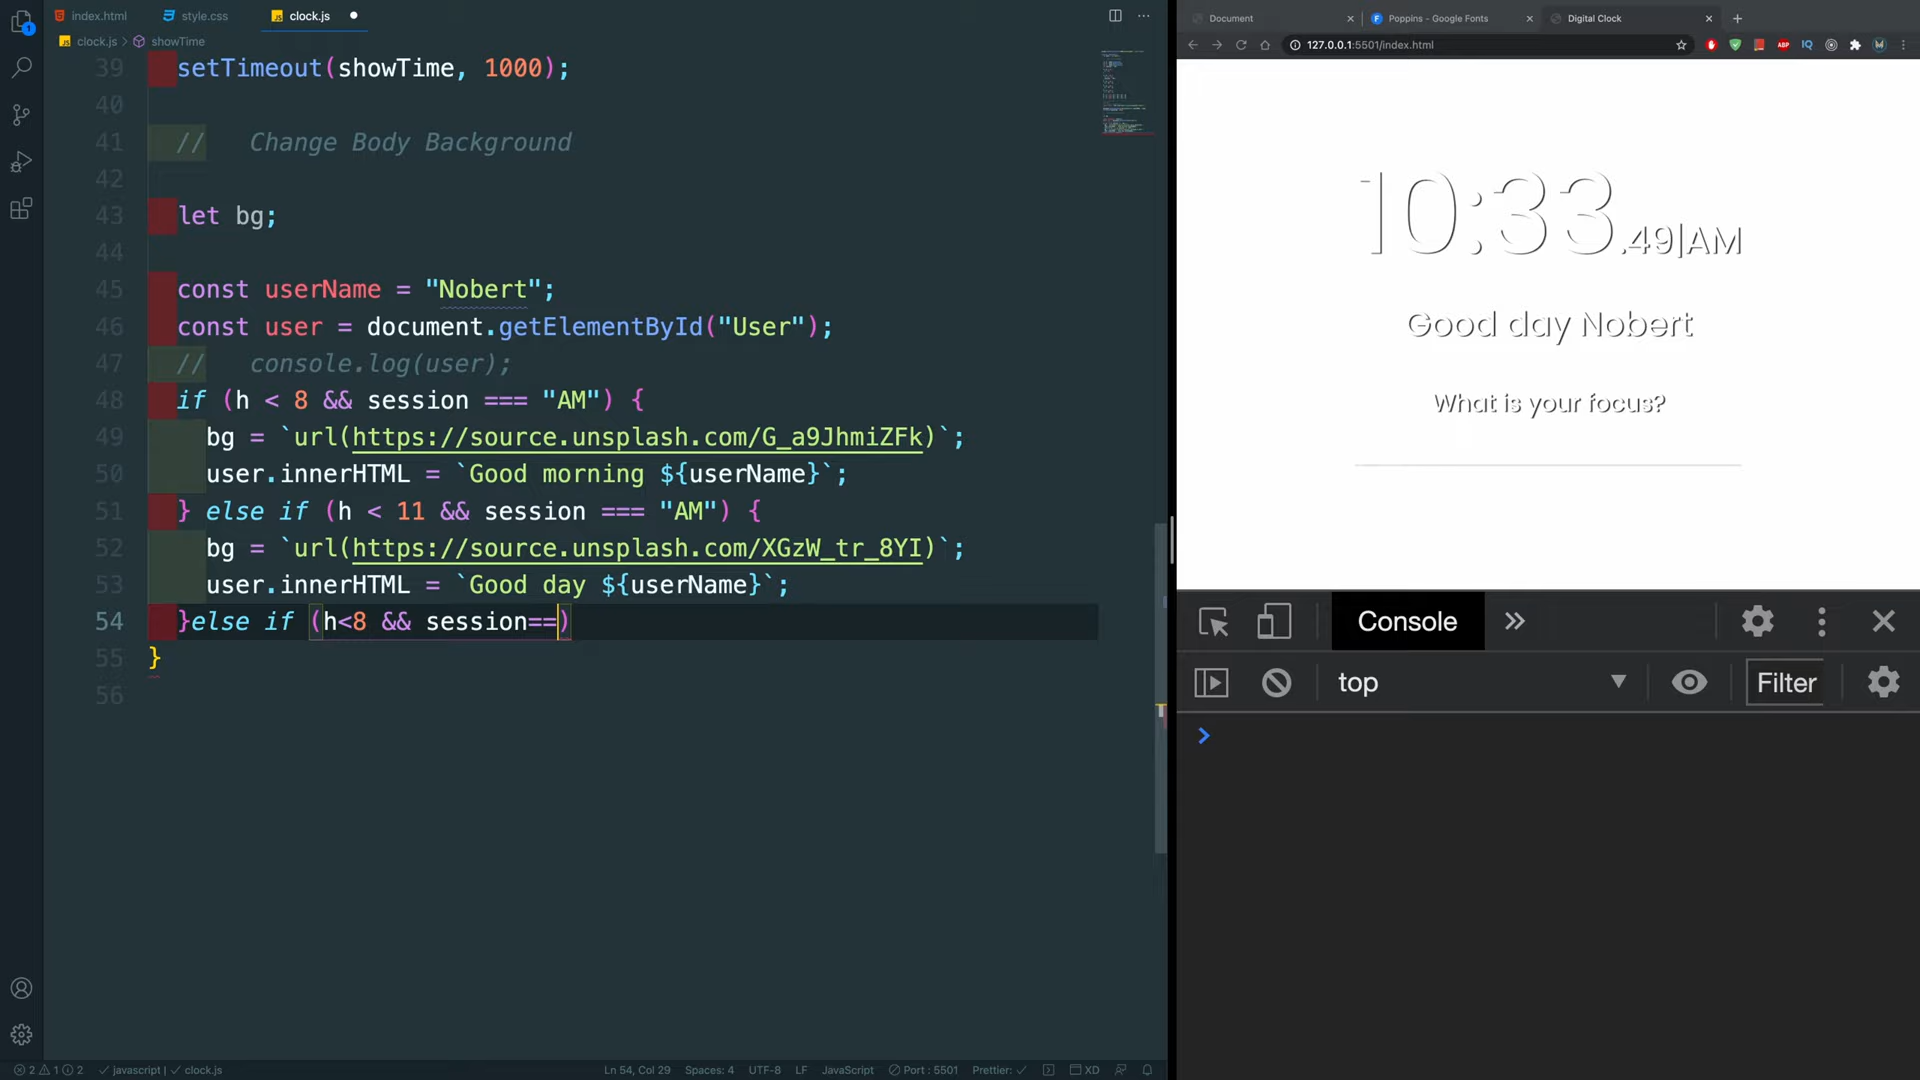 index.html
style.css
clock.js
clock.js > showTime
39 setTimeout(showTime, 1000);
40
41 // Change Body Background
42
43 let bg;
44
45 const userName = "Nobert";
46 const user = document.getElementById("User");
47 // console.log(user);
48 if (h < 8 && session === "AM") {
49 bg = `url(https://source.unsplash.com/G_a9JhmiZFk)`;
50 user.innerHTML = `Good morning ${userName}`;
51 } else if (h < 11 && session === "AM") {
52 bg = `url(https://source.unsplash.com/XGzW_tr_8YI)`;
53 user.innerHTML = `Good day ${userName}`;
54 }else if (h<8 && session==)
55 }
56
2 1 2 javascript | clock.js
Ln 54, Col 29 Spaces: 4 UTF-8 LF JavaScript Port : 5501 Prettier: XD
Document
Poppins - Google Fonts
Digital Clock
127.0.0.1:5501/index.html
ABP
IQ
10:33.49|AM
Good day Nobert
What is your focus?
Console
top
Filter